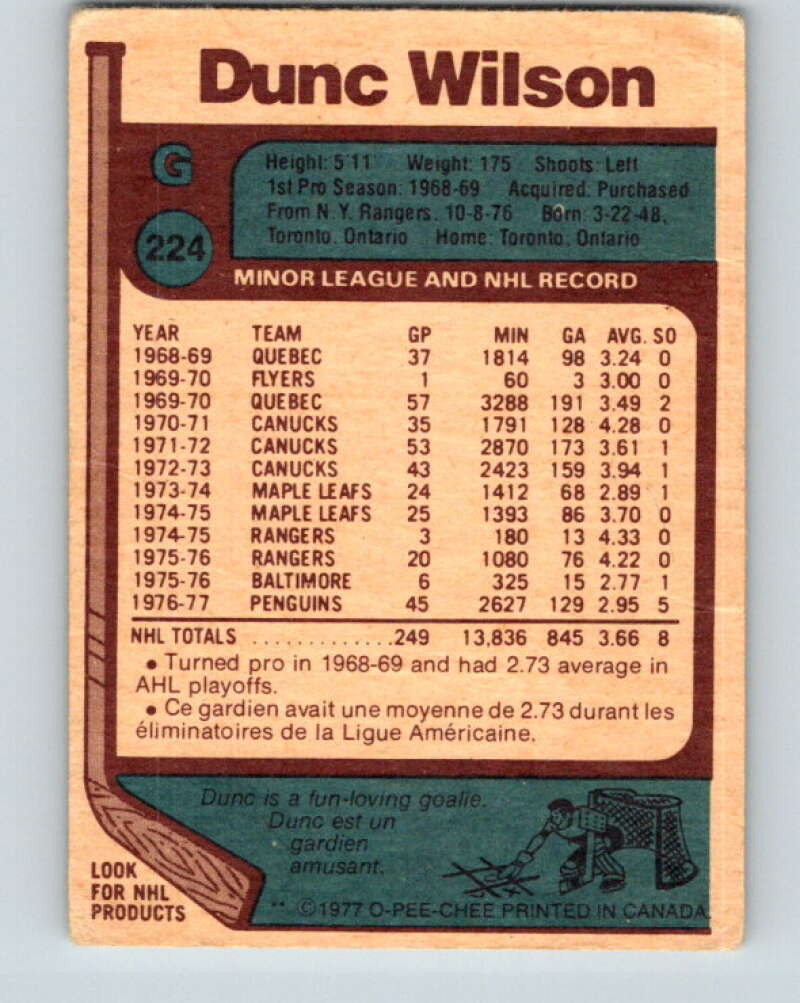 Dunc Wilson
G
224
Height: 5'11 Weight: 175 Shoots: Left
1st Pro Season: 1968-69 Acquired: Purchased
From N.Y. Rangers, 10-8-76 Born: 3-22-48,
Toronto, Ontario Home: Toronto, Ontario
MINOR LEAGUE AND NHL RECORD
YEAR TEAM GP MIN GA AVG. SO
1968-69 QUEBEC 37 1814 98 3.24 0
1969-70 FLYERS 1 60 3 3.00 0
1969-70 QUEBEC 57 3288 191 3.49 2
1970-71 CANUCKS 35 1791 128 4.28 0
1971-72 CANUCKS 53 2870 173 3.61 1
1972-73 CANUCKS 43 2423 159 3.94 1
1973-74 MAPLE LEAFS 24 1412 68 2.89 1
1974-75 MAPLE LEAFS 25 1393 86 3.70 0
1974-75 RANGERS 3 180 13 4.33 0
1975-76 RANGERS 20 1080 76 4.22 0
1975-76 BALTIMORE 6 325 15 2.77 1
1976-77 PENGUINS 45 2627 129 2.95 5
NHL TOTALS .............249 13,836 845 3.66 8
• Turned pro in 1968-69 and had 2.73 average in
AHL playoffs.
• Ce gardien avait une moyenne de 2.73 durant les
éliminatoires de la Ligue Américaine.
Dunc is a fun-loving goalie.
Dunc est un
gardien
amusant.
LOOK
FOR NHL
PRODUCTS
** ©1977 O-PEE-CHEE PRINTED IN CANADA